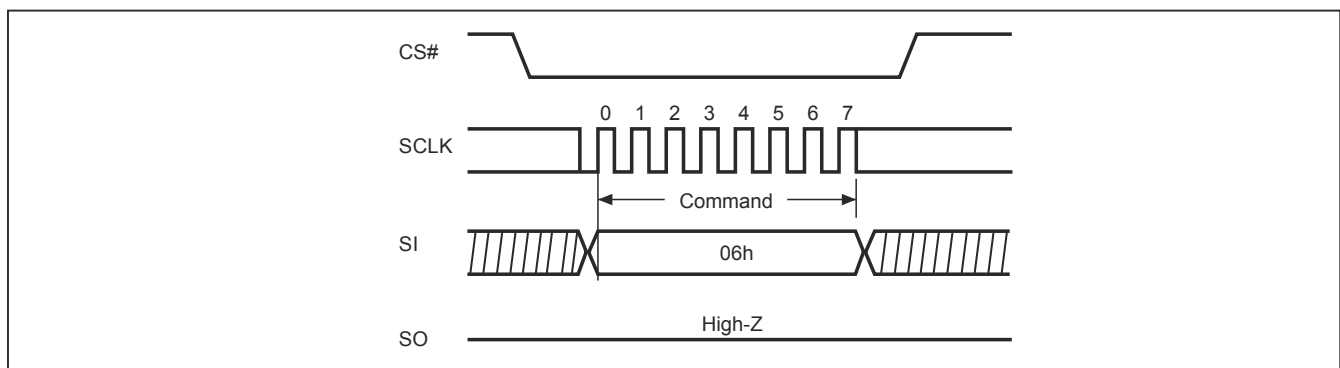 CS#
0 1 2 3 4 5 6 7
SCLK
Command
SI
06h
High-Z
SO